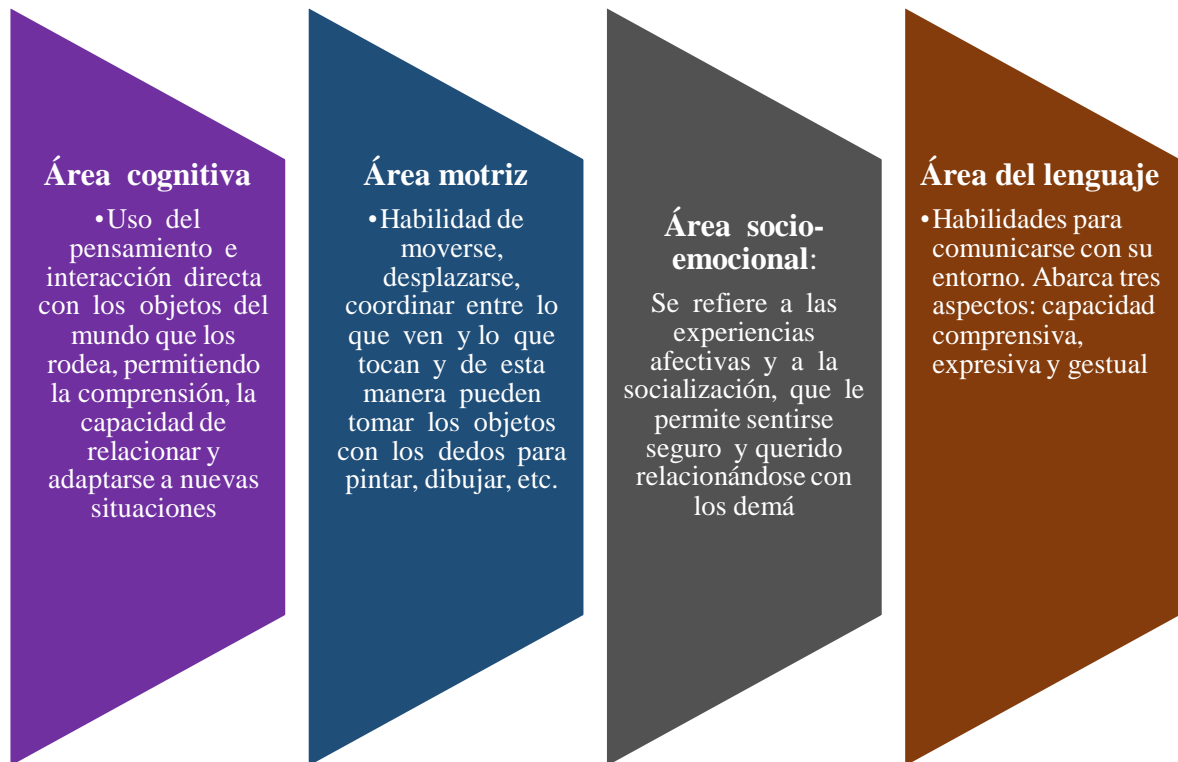 Área cognitiva
•Uso del
pensamiento e
interacción directa
con los objetos del
mundo que los
rodea, permitiendo
la comprensión, la
capacidad de
relacionar y
adaptarse a nuevas
situaciones
Área motriz
•Habilidad de
moverse,
desplazarse,
coordinar entre lo
que ven y lo que
tocan y de esta
manera pueden
tomar los objetos
con los dedos para
pintar, dibujar, etc.
Área socio-
emocional:
Se refiere a las
experiencias
afectivas y a la
socialización, que le
permite sentirse
seguro y querido
relacionándose con
los demá
Área del lenguaje
•Habilidades para
comunicarse con su
entorno. Abarca tres
aspectos: capacidad
comprensiva,
expresiva y gestual